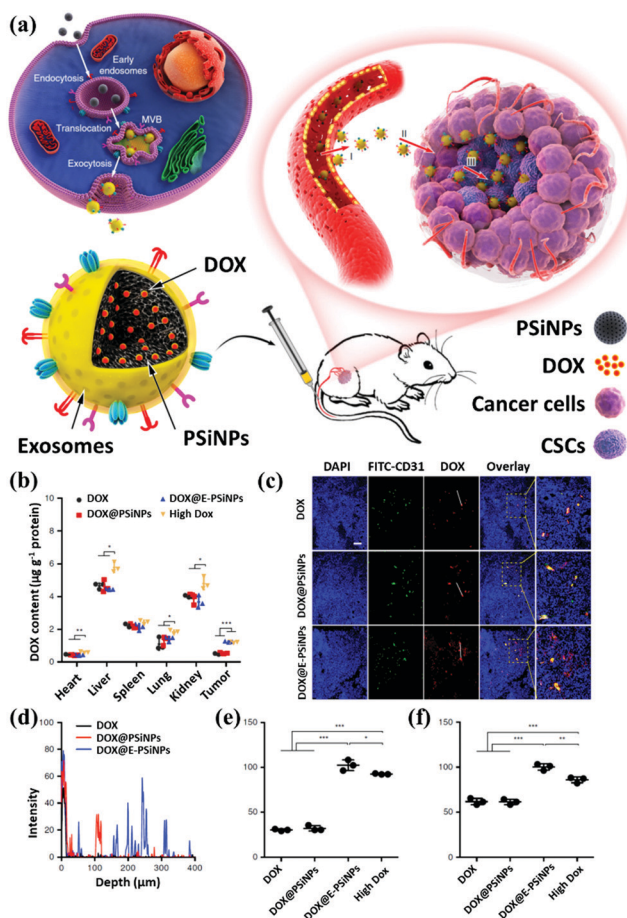 (a)
Early
endosomes
Endocytosis
Translocation
MVB
Exocytosis
I
II
III
DOX
Exosomes
PSiNPs
PSiNPs
DOX
Cancer cells
CSCs
(b)
DOX
DOX@E-PSiNPs
DOX@PSiNPs
High Dox
DOX content (µg g⁻¹ protein)
10
8
6
4
2
0
**
*
*
*
***
Heart
Liver
Spleen
Lung
Kidney
Tumor
(c)
DAPI
FITC-CD31
DOX
Overlay
DOX
DOX@PSiNPs
DOX@E-PSiNPs
(d)
DOX
DOX@PSiNPs
DOX@E-PSiNPs
Intensity
100
80
60
40
20
0
0
100
200
300
400
Depth (µm)
(e)
150
100
50
0
***
***
*
DOX
DOX@PSiNPs
DOX@E-PSiNPs
High Dox
(f)
150
100
50
0
***
***
**
DOX
DOX@PSiNPs
DOX@E-PSiNPs
High Dox